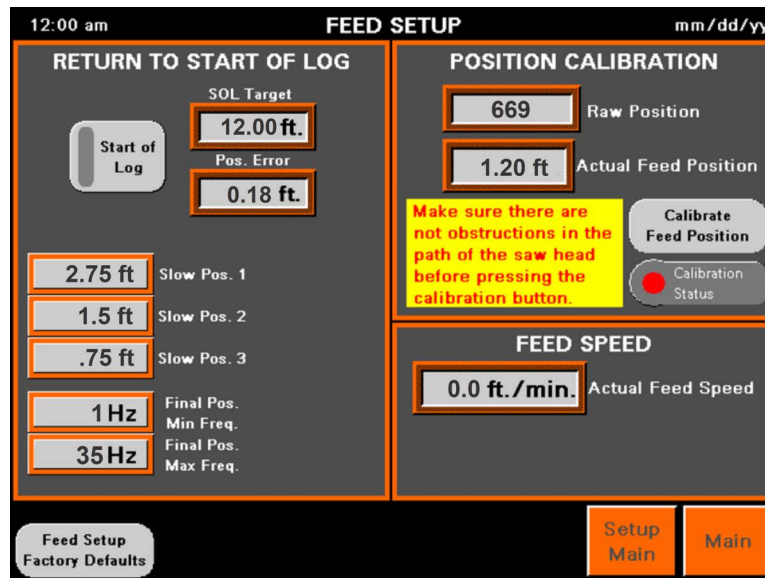 12:00 am
FEED SETUP
mm/dd/yy
RETURN TO START OF LOG
SOL Target
12.00 ft.
Start of
Log
Pos. Error
0.18 ft.
2.75 ft Slow Pos. 1
1.5 ft Slow Pos. 2
.75 ft Slow Pos. 3
1 Hz
Final Pos.
Min Freq.
35 Hz
Final Pos.
Max Freq.
POSITION CALIBRATION
669 Raw Position
1.20 ft Actual Feed Position
Make sure there are
not obstructions in the
path of the saw head
before pressing the
calibration button.
Calibrate
Feed Position
Calibration
Status
FEED SPEED
0.0 ft./min. Actual Feed Speed
Feed Setup
Factory Defaults
Setup
Main
Main